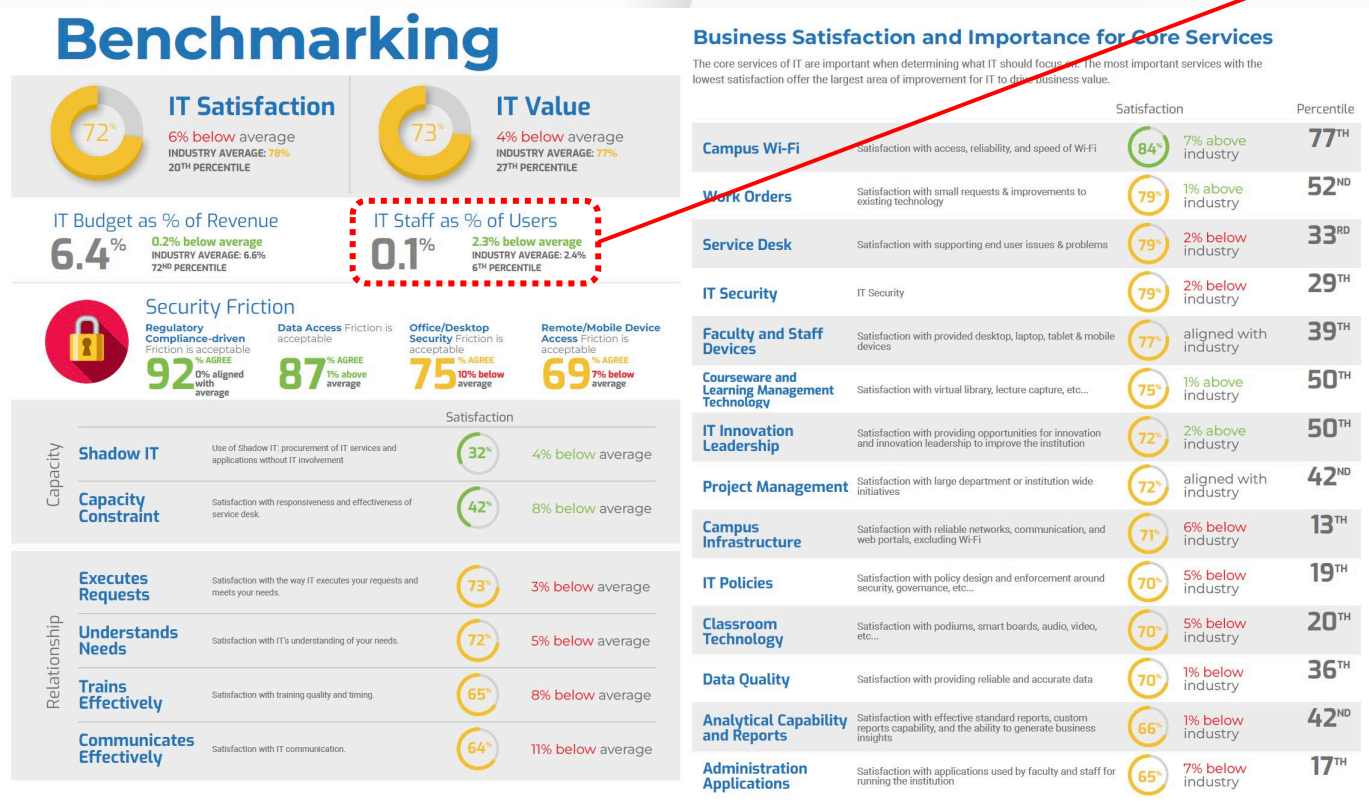 Benchmarking
72%
IT Satisfaction
6% below average
INDUSTRY AVERAGE: 78%
20TH PERCENTILE
73%
IT Value
4% below average
INDUSTRY AVERAGE: 77%
27TH PERCENTILE
IT Budget as % of Revenue
6.4%
0.2% below average
INDUSTRY AVERAGE: 6.6%
72ND PERCENTILE
IT Staff as % of Users
0.1%
2.3% below average
INDUSTRY AVERAGE: 2.4%
6TH PERCENTILE
Security Friction
Regulatory
Compliance-driven
Friction is acceptable
92% AGREE
0% aligned
with
average
Data Access Friction is
acceptable
87% AGREE
1% above
average
Office/Desktop
Security Friction is
acceptable
75% AGREE
10% below
average
Remote/Mobile Device
Access Friction is
acceptable
69% AGREE
7% below
average
Satisfaction
Capacity
Shadow IT
Use of Shadow IT: procurement of IT services and
applications without IT involvement
32%
4% below average
Capacity
Constraint
Satisfaction with responsiveness and effectiveness of
service desk.
42%
8% below average
Relationship
Executes
Requests
Satisfaction with the way IT executes your requests and
meets your needs.
73%
3% below average
Understands
Needs
Satisfaction with IT's understanding of your needs.
72%
5% below average
Trains
Effectively
Satisfaction with training quality and timing.
65%
8% below average
Communicates
Effectively
Satisfaction with IT communication.
64%
11% below average
Business Satisfaction and Importance for Core Services
The core services of IT are important when determining what IT should focus on. The most important services with the
lowest satisfaction offer the largest area of improvement for IT to drive business value.
Satisfaction
Percentile
Campus Wi-Fi
Satisfaction with access, reliability, and speed of Wi-Fi
84%
7% above
industry
77TH
Work Orders
Satisfaction with small requests & improvements to
existing technology
79%
1% above
industry
52ND
Service Desk
Satisfaction with supporting end user issues & problems
79%
2% below
industry
33RD
IT Security
IT Security
79%
2% below
industry
29TH
Faculty and Staff
Devices
Satisfaction with provided desktop, laptop, tablet & mobile
devices
77%
aligned with
industry
39TH
Courseware and
Learning Management
Technology
Satisfaction with virtual library, lecture capture, etc...
75%
1% above
industry
50TH
IT Innovation
Leadership
Satisfaction with providing opportunities for innovation
and innovation leadership to improve the institution
72%
2% above
industry
50TH
Project Management
Satisfaction with large department or institution wide
initiatives
72%
aligned with
industry
42ND
Campus
Infrastructure
Satisfaction with reliable networks, communication, and
web portals, excluding Wi-Fi
71%
6% below
industry
13TH
IT Policies
Satisfaction with policy design and enforcement around
security, governance, etc...
70%
5% below
industry
19TH
Classroom
Technology
Satisfaction with podiums, smart boards, audio, video,
etc...
70%
5% below
industry
20TH
Data Quality
Satisfaction with providing reliable and accurate data
70%
1% below
industry
36TH
Analytical Capability
and Reports
Satisfaction with effective standard reports, custom
reports capability, and the ability to generate business
insights
66%
1% below
industry
42ND
Administration
Applications
Satisfaction with applications used by faculty and staff for
running the institution
65%
7% below
industry
17TH